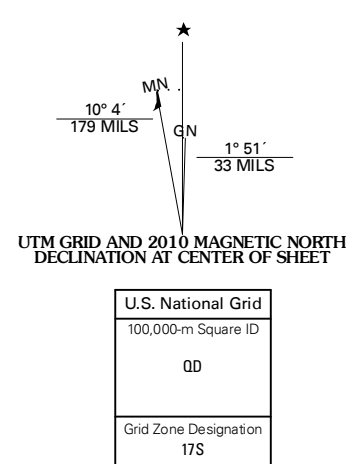 ★
MN
10° 4´
179 MILS
GN
1° 51´
33 MILS
UTM GRID AND 2010 MAGNETIC NORTH
DECLINATION AT CENTER OF SHEET
U.S. National Grid
100,000-m Square ID
QD
Grid Zone Designation
17S